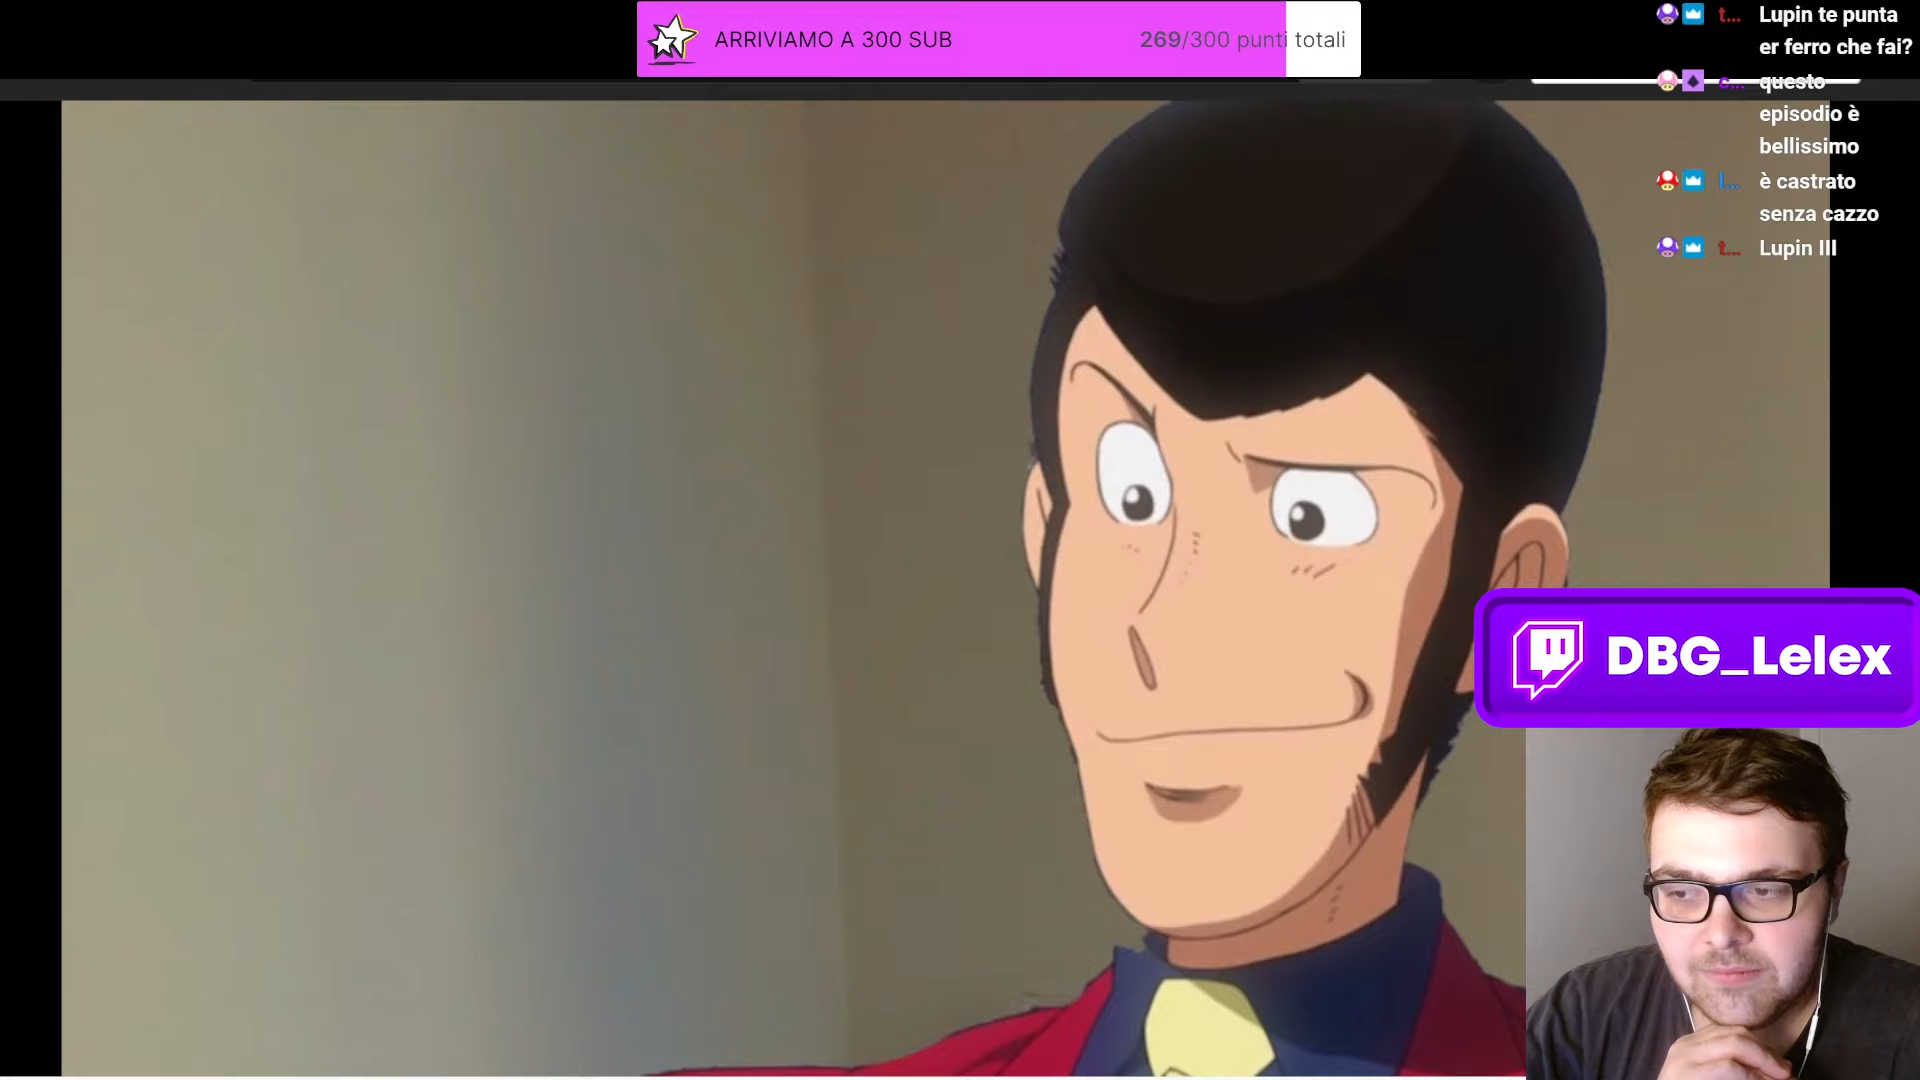 ARRIVIAMO A 300 SUB
269/300 punti totali
t... Lupin te punta
er ferro che fai?
c... questo
episodio è
bellissimo
l... è castrato
senza cazzo
t... Lupin III
DBG_Lelex